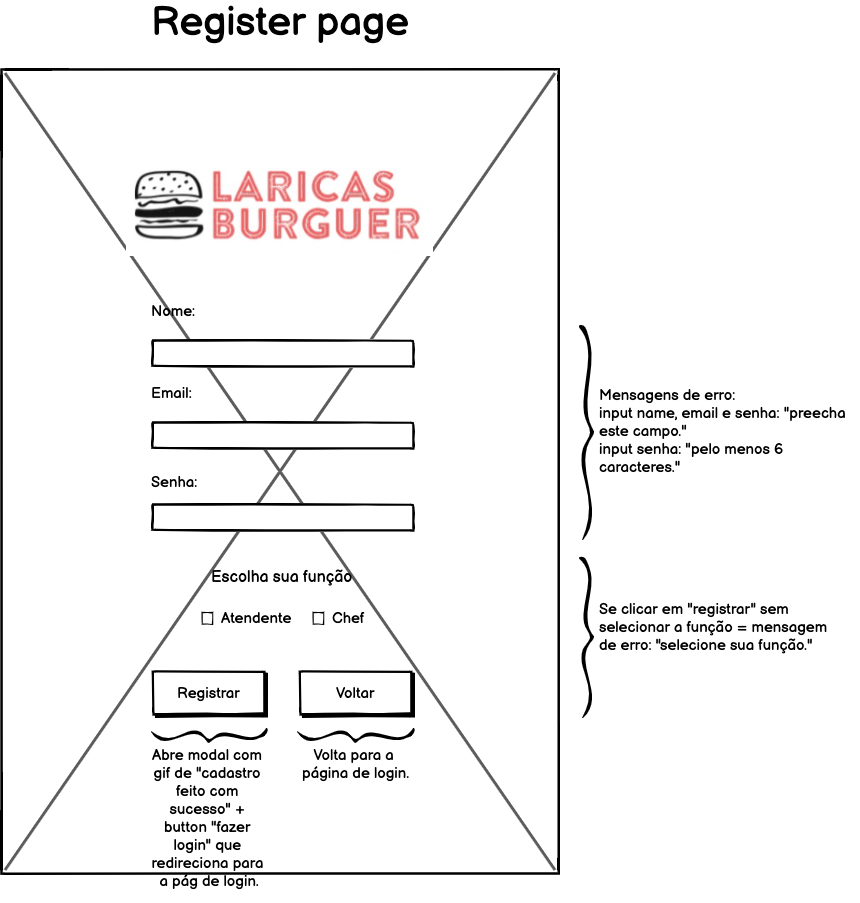 Register page
LARICAS
BURGUER
Nome:
Email:
Senha:
Escolha sua função
Atendente
Chef
Registrar
Voltar
Abre modal com
gif de "cadastro
feito com
sucesso" +
button "fazer
login" que
redireciona para
a pág de login.
Volta para a
página de login.
Mensagens de erro:
input name, email e senha: "preecha
este campo."
input senha: "pelo menos 6
caracteres."
Se clicar em "registrar" sem
selecionar a função = mensagem
de erro: "selecione sua função."